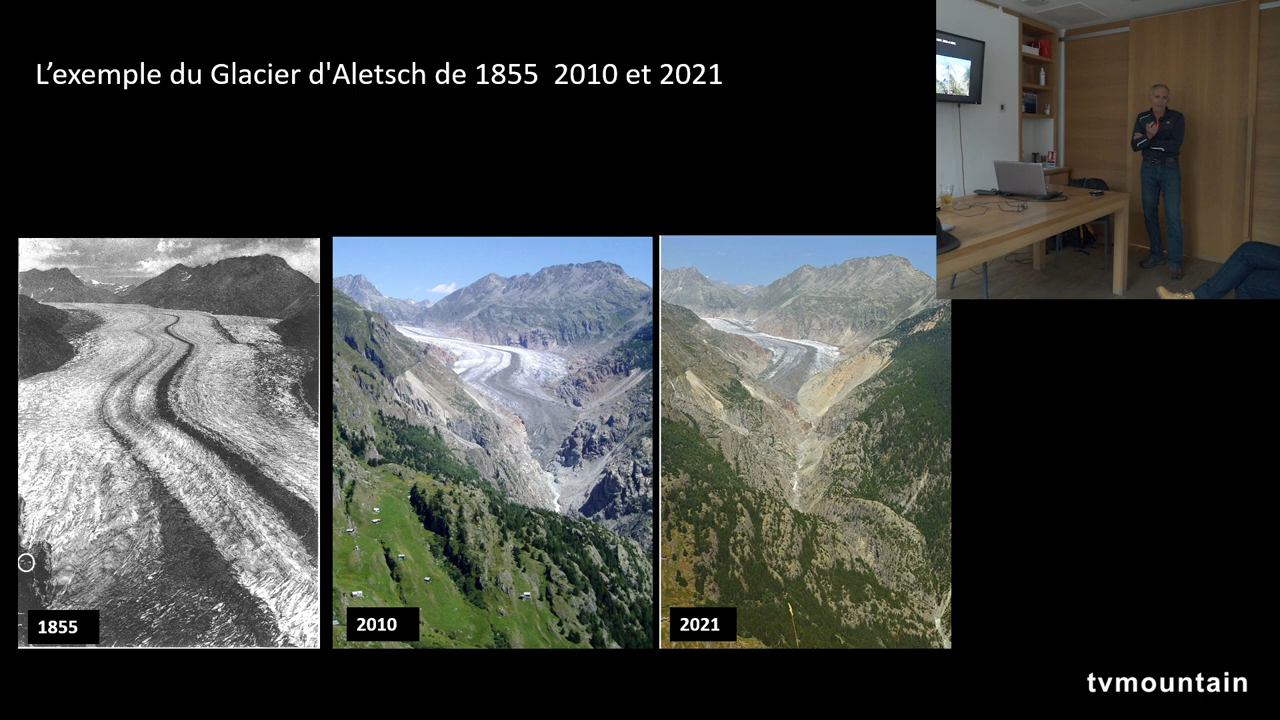 L’exemple du Glacier d'Aletsch de 1855  2010 et 2021
1855
2010
2021
tvmountain